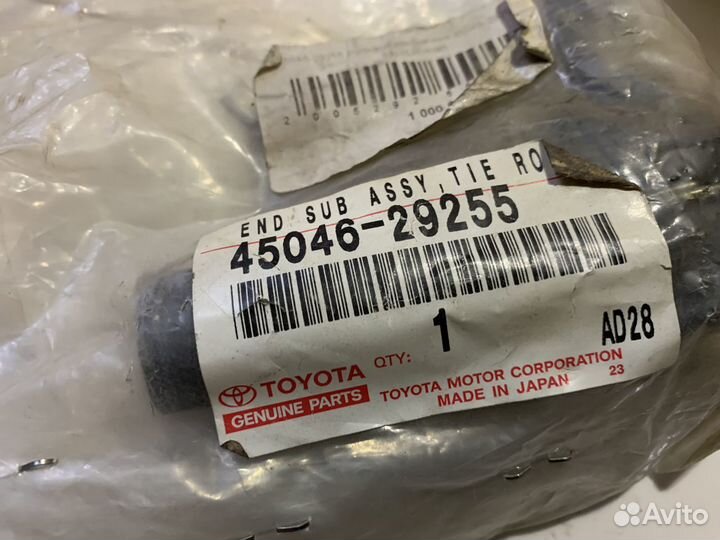 2006292
1 000
END SUB ASSY, TIE RO
45046-29255
QTY: 1
AD28
TOYOTA
GENUINE PARTS
TOYOTA MOTOR CORPORATION
MADE IN JAPAN 23
Avito